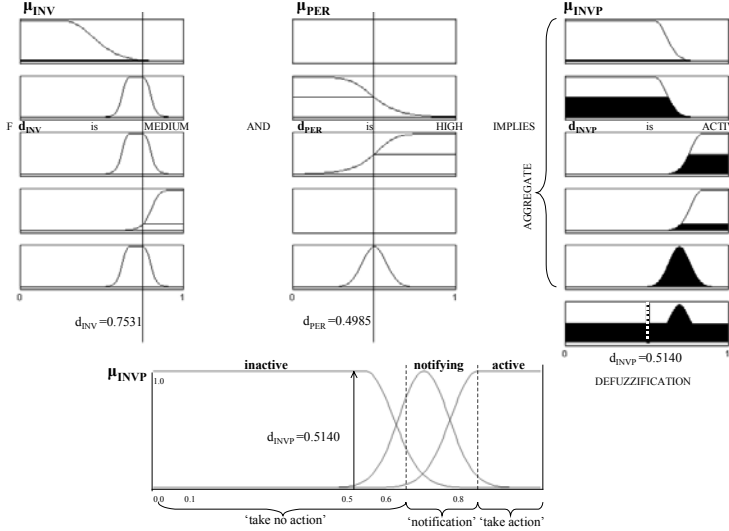 μINV μPER μINVP
F dINV is MEDIUM AND dPER is HIGH IMPLIES dINVP is ACTIV
AGGREGATE
0 1 0 1 0 1
dINV=0.7531 dPER=0.4985 dINVP=0.5140
DEFUZZIFICATION
μINVP inactive notifying active
1.0
dINVP=0.5140
0.0 0.1 0.5 0.6 0.8
'take no action' 'notification' 'take action'